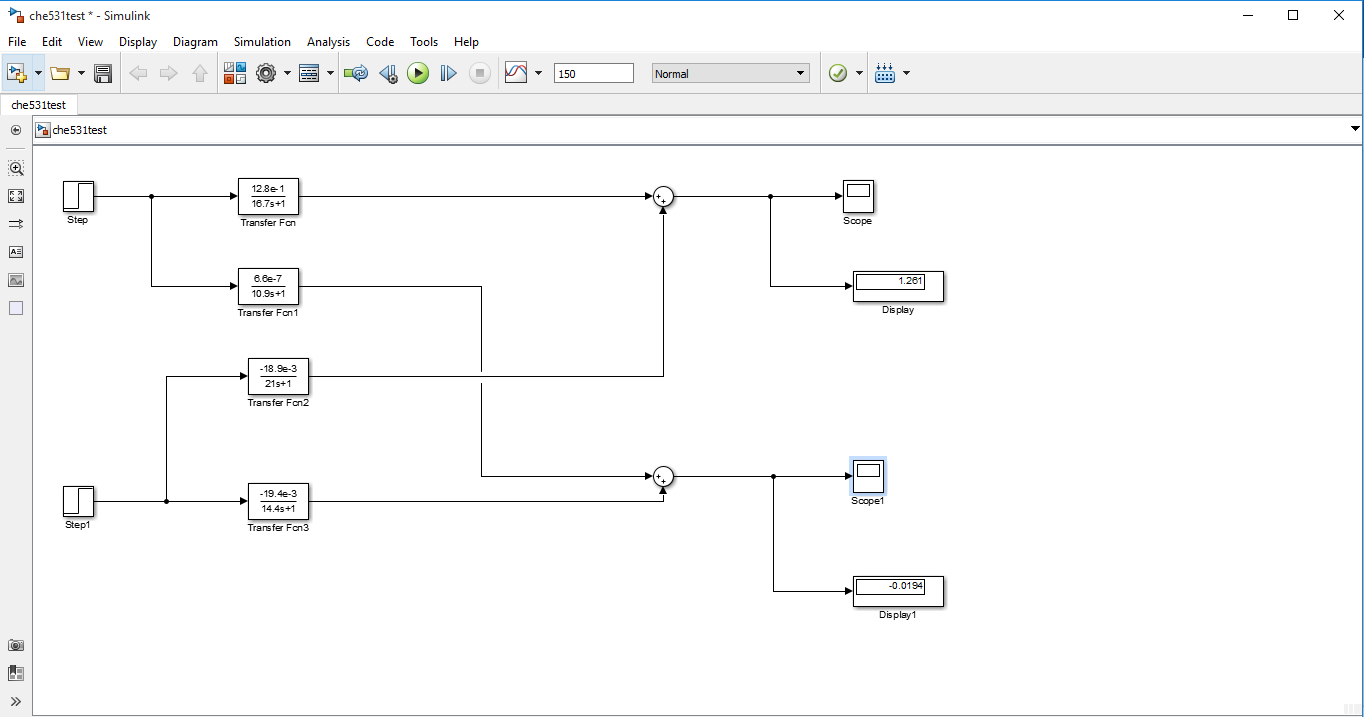 che531test * - Simulink
File Edit View Display Diagram Simulation Analysis Code Tools Help
150 Normal
che531test
che531test
Step
12.8e-1
16.7s+1
Transfer Fcn
Scope
6.6e-7
10.9s+1
Transfer Fcn1
1.261
Display
-18.9e-3
21s+1
Transfer Fcn2
Step1
-19.4e-3
14.4s+1
Transfer Fcn3
Scope1
-0.0194
Display1